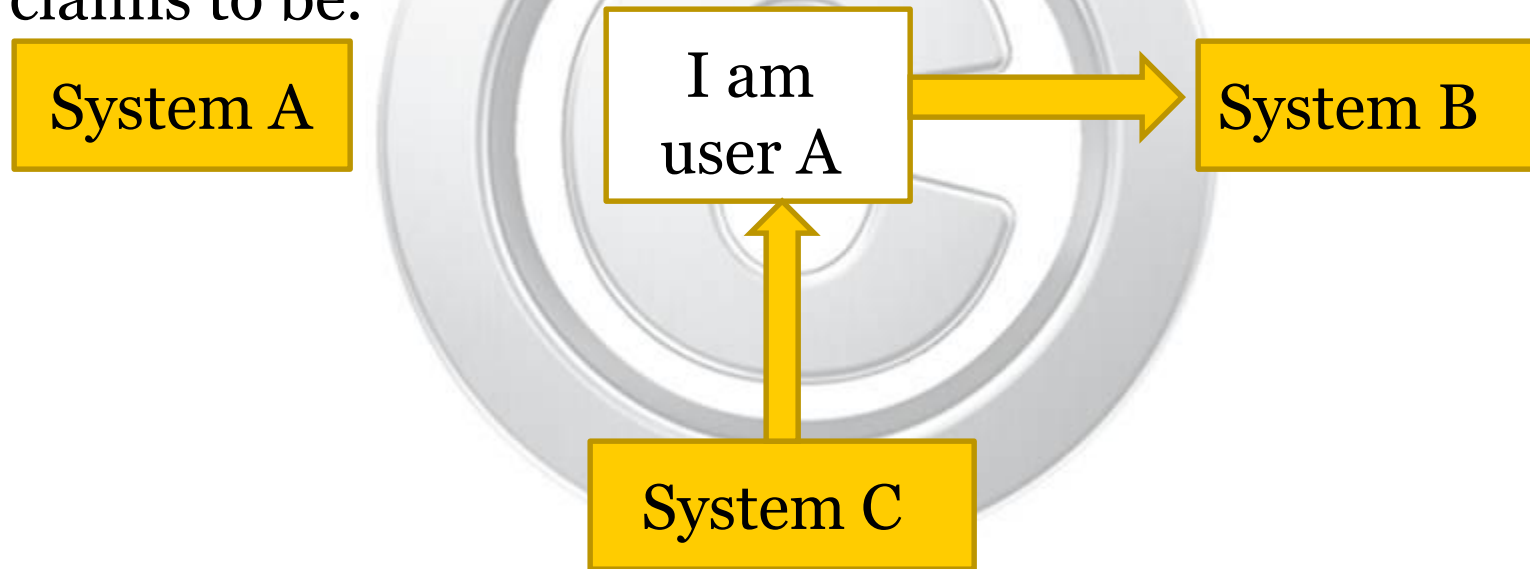 claims to be.
System A
I am
user A
System B
System C